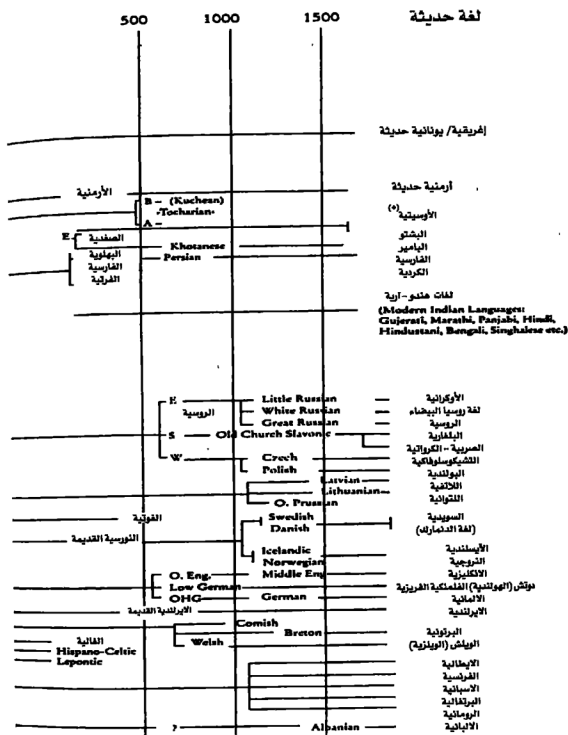 500 1000 1500 لغة حديثة
إغريقية/ يونانية حديثة
الأرمنية أرمنية حديثة
B – (Kuchean)
-Tocharian-
A –
الأوسيتية (*)
E الصغدية البشتو
Khotanese البامير
البهلوية Persian الفارسية
الفارسية الكردية
الفرثية
لغات هندو-آرية
(Modern Indian Languages:
Gujerati, Marathi, Panjabi, Hindi,
Hindustani, Bengali, Singhalese etc.)
E Little Russian الأوكرانية
الروسية White Russian لغة روسيا البيضاء
Great Russian الروسية
S Old Church Slavonic البلغارية
الصربية-الكرواتية
W Czech التشيكوسلوفاكية
Polish البولندية
Latvian اللاتفية
Lithuanian اللتوانية
O. Prussian
القوتية Swedish السويدية
Danish (لغة الدنمارك)
النورسية القديمة
Icelandic الأيسلندية
Norwegian النروجية
O. Eng. Middle Eng الانكليزية
Low German دوتش (الهولندية) الفلمنكية الفريزية
OHG German الالمانية
الايرلندية القديمة الايرلندية
Cornish
Breton البرتونية
الغالية Welsh الويلش (الويلزية)
Hispano-Celtic
Lepontic
الايطالية
الفرنسية
الاسبانية
البرتغالية
الرومانية
? Albanian الالبانية